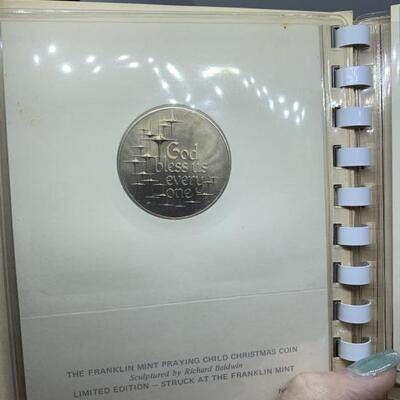 God
bless us
every
one
THE FRANKLIN MINT PRAYING CHILD CHRISTMAS COIN
Sculptured by Richard Baldwin
LIMITED EDITION — STRUCK AT THE FRANKLIN MINT